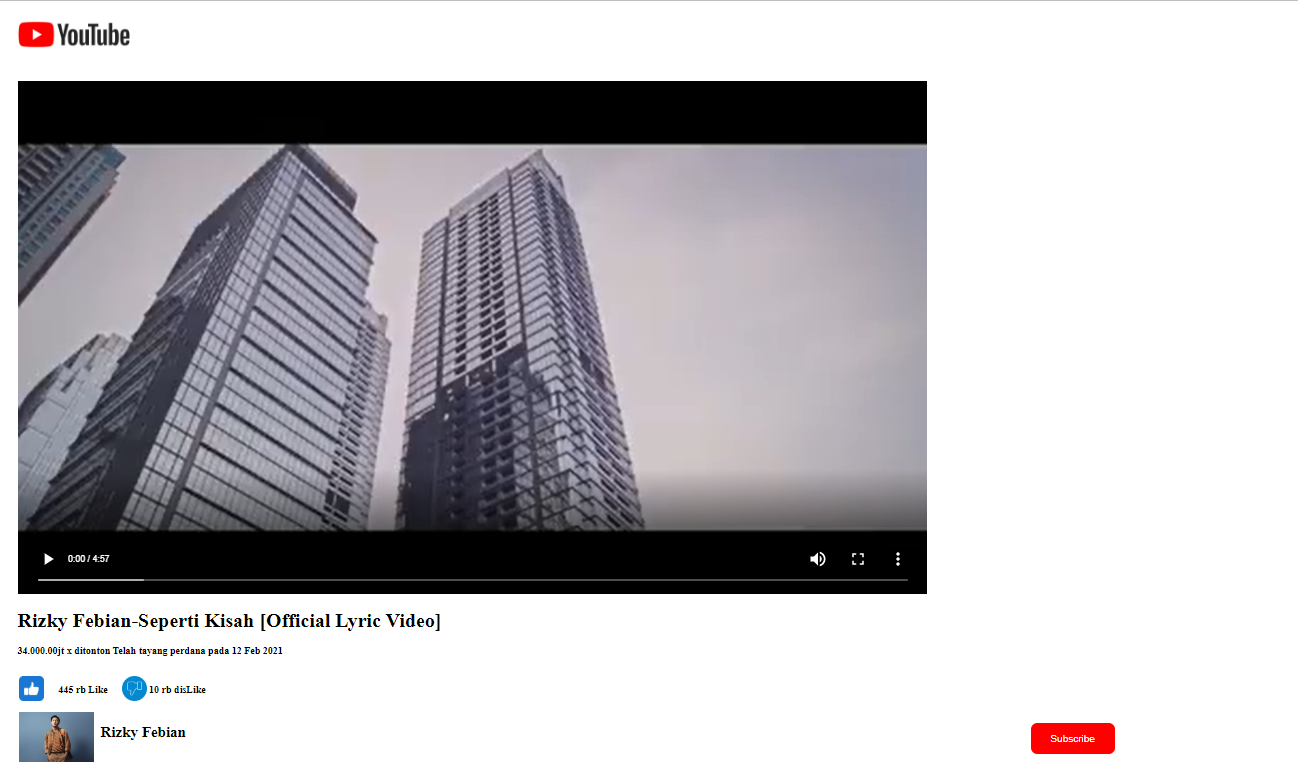 YouTube
0:00 / 4:57
Rizky Febian-Seperti Kisah [Official Lyric Video]
34.000.00jt x ditonton Telah tayang perdana pada 12 Feb 2021
445 rb Like 10 rb disLike
Rizky Febian
Subscribe